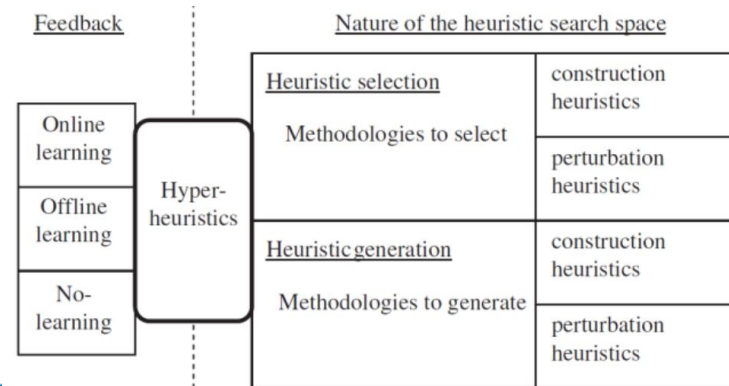 Feedback
Nature of the heuristic search space
Online
learning
Offline
learning
No-
learning
Hyper-
heuristics
Heuristic selection
Methodologies to select
construction
heuristics
perturbation
heuristics
Heuristic generation
Methodologies to generate
construction
heuristics
perturbation
heuristics